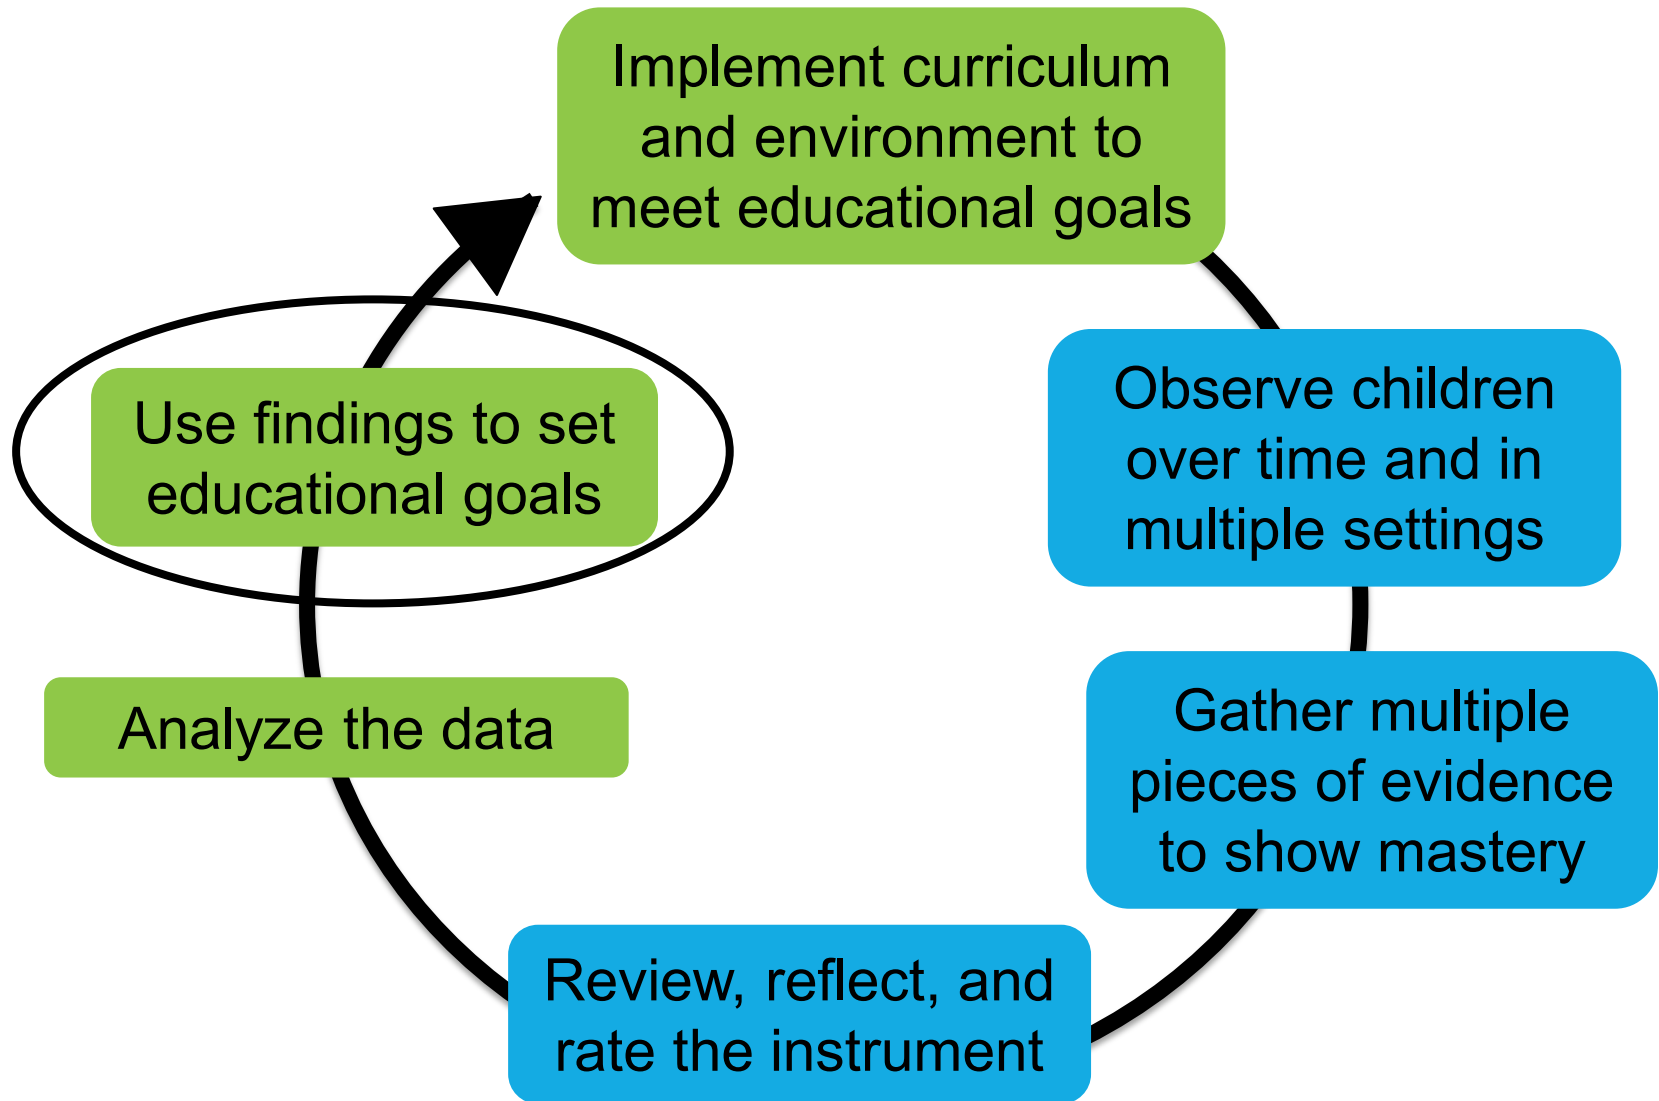 Implement curriculum
and environment to
meet educational goals
Observe children
over time and in
multiple settings
Gather multiple
pieces of evidence
to show mastery
Review, reflect, and
rate the instrument
Analyze the data
Use findings to set
educational goals